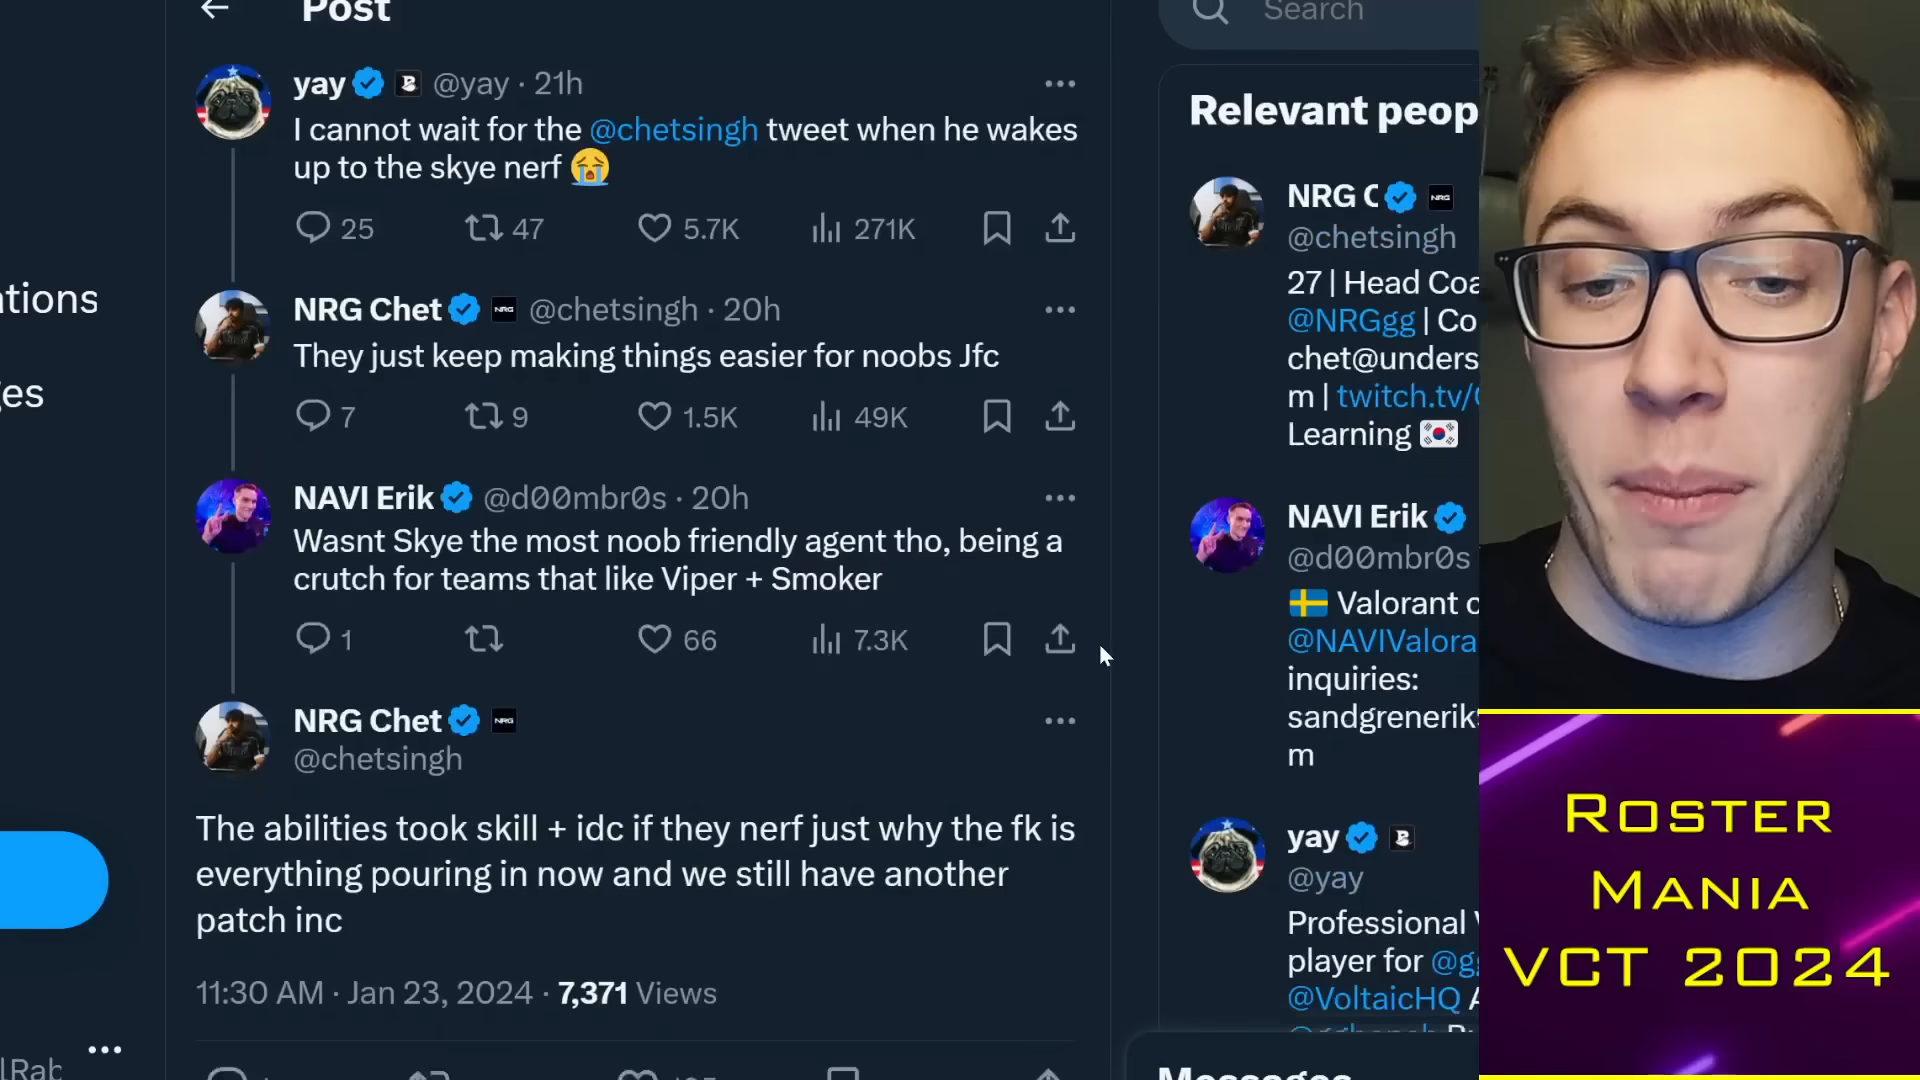 Post
Search
yay @yay · 21h
I cannot wait for the @chetsingh tweet when he wakes
up to the skye nerf 😭
25 47 5.7K 271K
NRG Chet NRG @chetsingh · 20h
They just keep making things easier for noobs Jfc
7 9 1.5K 49K
NAVI Erik @d00mbr0s · 20h
Wasnt Skye the most noob friendly agent tho, being a
crutch for teams that like Viper + Smoker
1 66 7.3K
NRG Chet NRG
@chetsingh
The abilities took skill + idc if they nerf just why the fk is
everything pouring in now and we still have another
patch inc
11:30 AM · Jan 23, 2024 · 7,371 Views
ations
ges
lRab
Relevant peop
NRG C NRG
@chetsingh
27 | Head Coa
@NRGgg | Co
chet@unders
m | twitch.tv/
Learning 🇰🇷
NAVI Erik
@d00mbr0s
🇸🇪 Valorant c
@NAVIValora
inquiries:
sandgrenerik
m
yay
@yay
Professional V
player for @g
@VoltaicHQ A
Messages
ROSTER
MANIA
VCT 2024